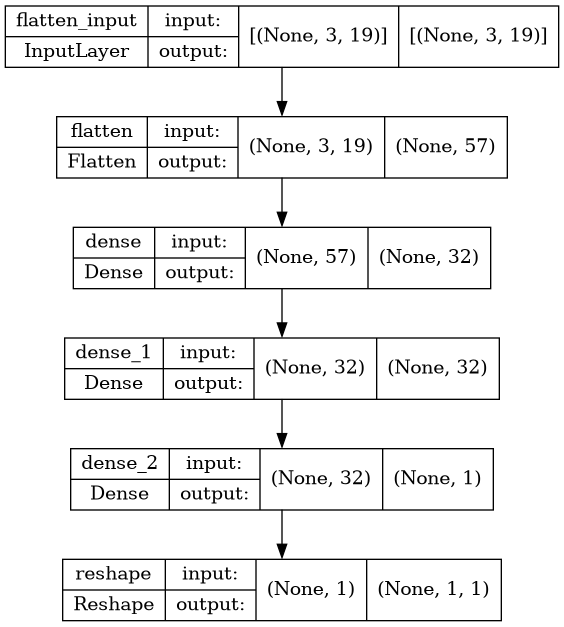 flatten_input input: [(None, 3, 19)] [(None, 3, 19)]
InputLayer output:
flatten input: (None, 3, 19) (None, 57)
Flatten output:
dense input: (None, 57) (None, 32)
Dense output:
dense_1 input: (None, 32) (None, 32)
Dense output:
dense_2 input: (None, 32) (None, 1)
Dense output:
reshape input: (None, 1) (None, 1, 1)
Reshape output: